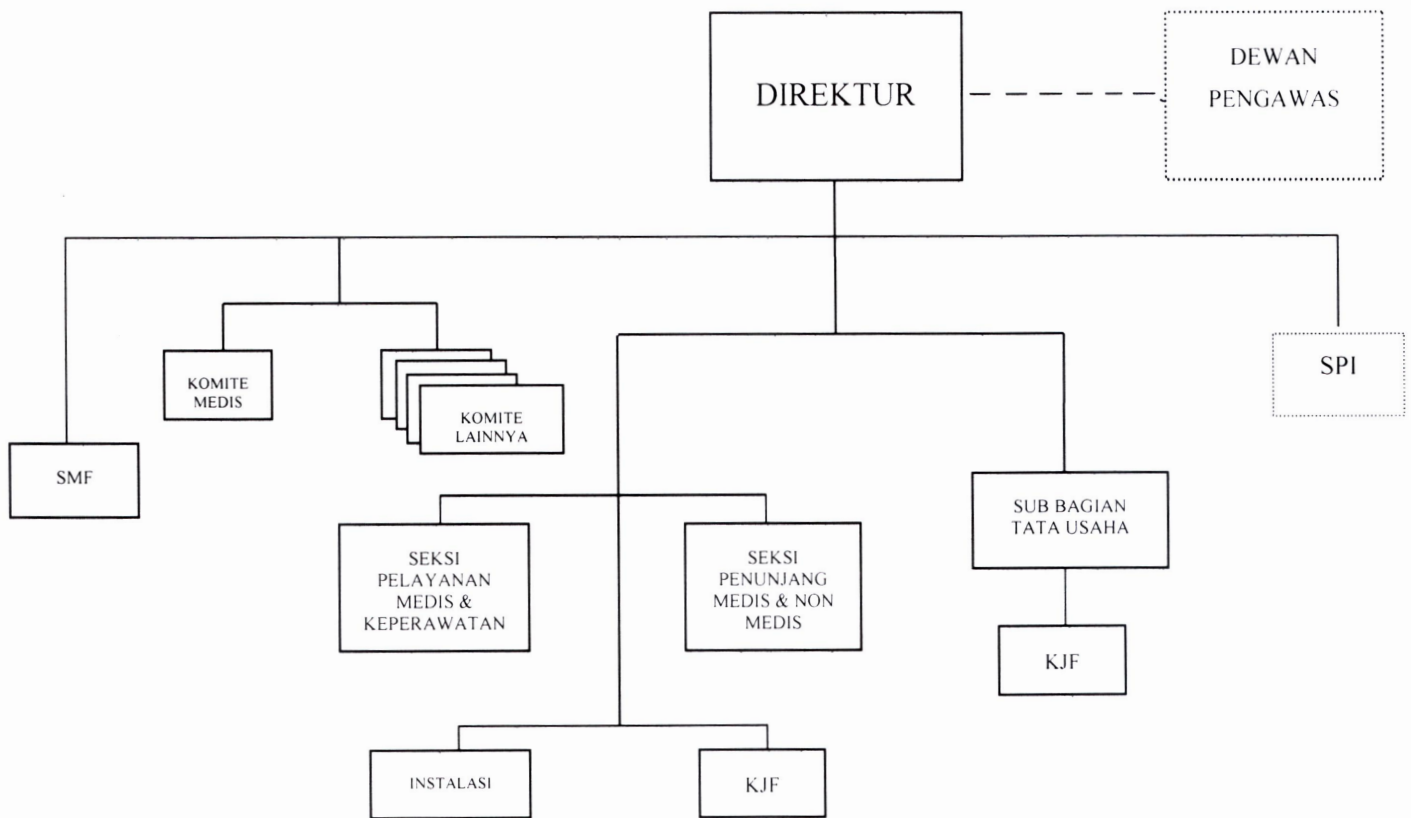 DIREKTUR
DEWAN
PENGAWAS
KOMITE
MEDIS
KOMITE
LAINNYA
SPI
SMF
SUB BAGIAN
TATA USAHA
SEKSI
PELAYANAN
MEDIS &
KEPERAWATAN
SEKSI
PENUNJANG
MEDIS & NON
MEDIS
KJF
INSTALASI
KJF